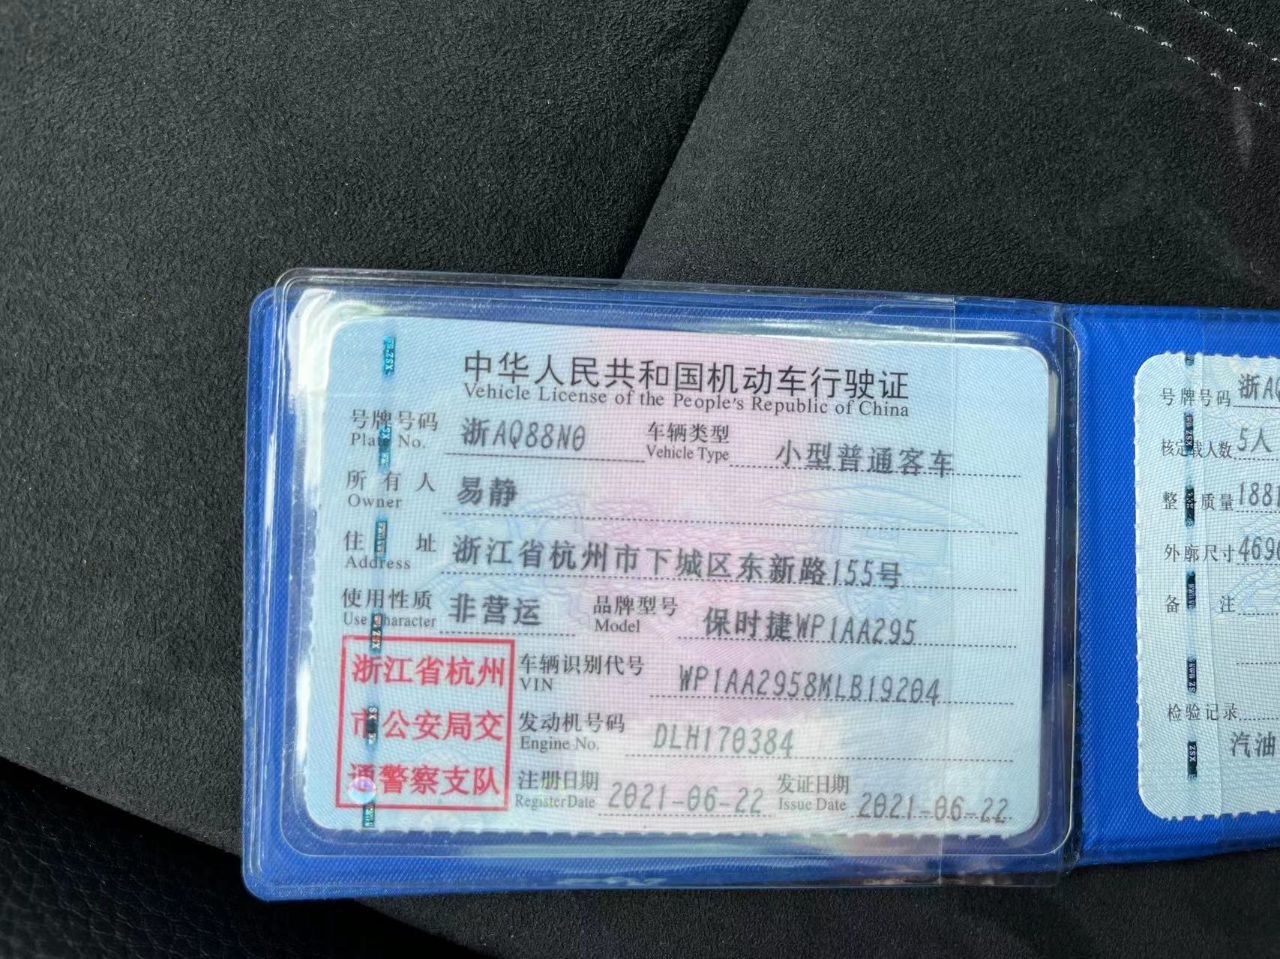 中华人民共和国机动车行驶证
Vehicle License of the People's Republic of China
号牌号码 浙AQ88N0 车辆类型 小型普通客车
Plate No. Vehicle Type
所有人 易静
Owner
住址 浙江省杭州市下城区东新路155号
Address
使用性质 非营运 品牌型号 保时捷WP1AA295
Use Character Model
浙江省杭州
市公安局交
通警察支队
车辆识别代号 WP1AA2958MLB19204
VIN
发动机号码 DLH170384
Engine No.
注册日期 2021-06-22 发证日期 2021-06-22
Register Date Issue Date
号牌号码 浙AQ
核定载人数 5人
整备质量 188
外廓尺寸 469
备注
检验记录
汽油